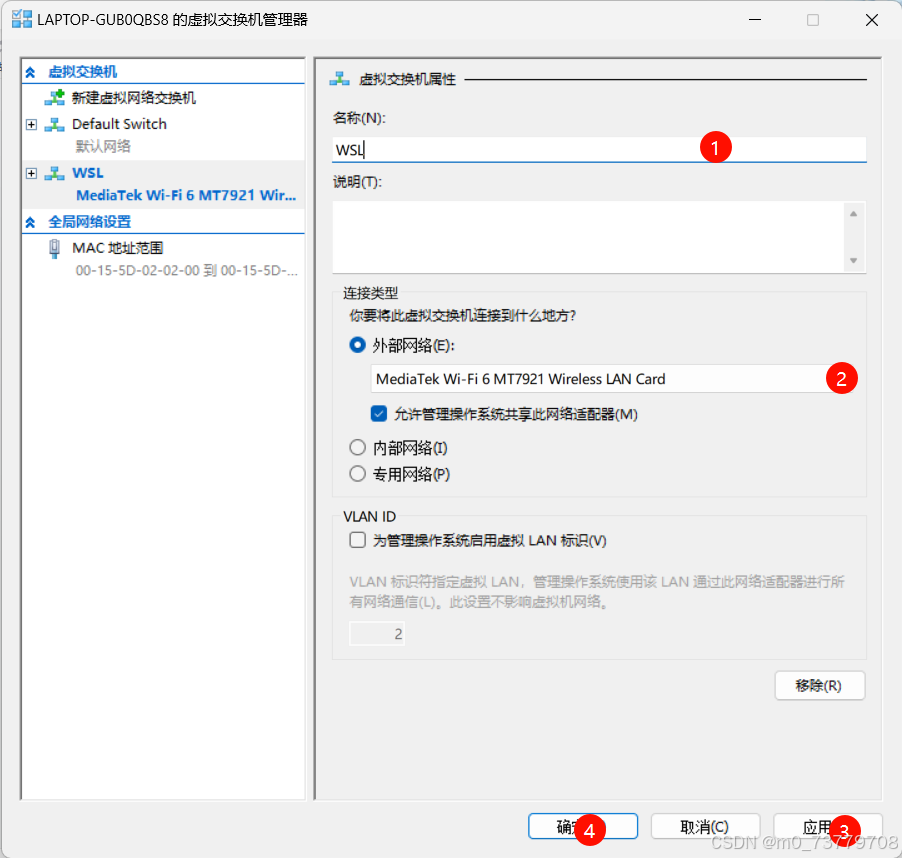 LAPTOP-GUB0QBS8 的虚拟交换机管理器
虚拟交换机
新建虚拟网络交换机
Default Switch
默认网络
WSL
MediaTek Wi-Fi 6 MT7921 Wir...
全局网络设置
MAC 地址范围
00-15-5D-02-02-00 到 00-15-5D-...
虚拟交换机属性
名称(N):
WSL
1
说明(T):
连接类型
你要将此虚拟交换机连接到什么地方?
外部网络(E):
MediaTek Wi-Fi 6 MT7921 Wireless LAN Card
2
允许管理操作系统共享此网络适配器(M)
内部网络(I)
专用网络(P)
VLAN ID
为管理操作系统启用虚拟 LAN 标识(V)
VLAN 标识符指定虚拟 LAN，管理操作系统使用该 LAN 通过此网络适配器进行所
有网络通信(L)。此设置不影响虚拟机网络。
2
移除(R)
确
4
取消(C)
应用
3
CSDN @m0_73779708